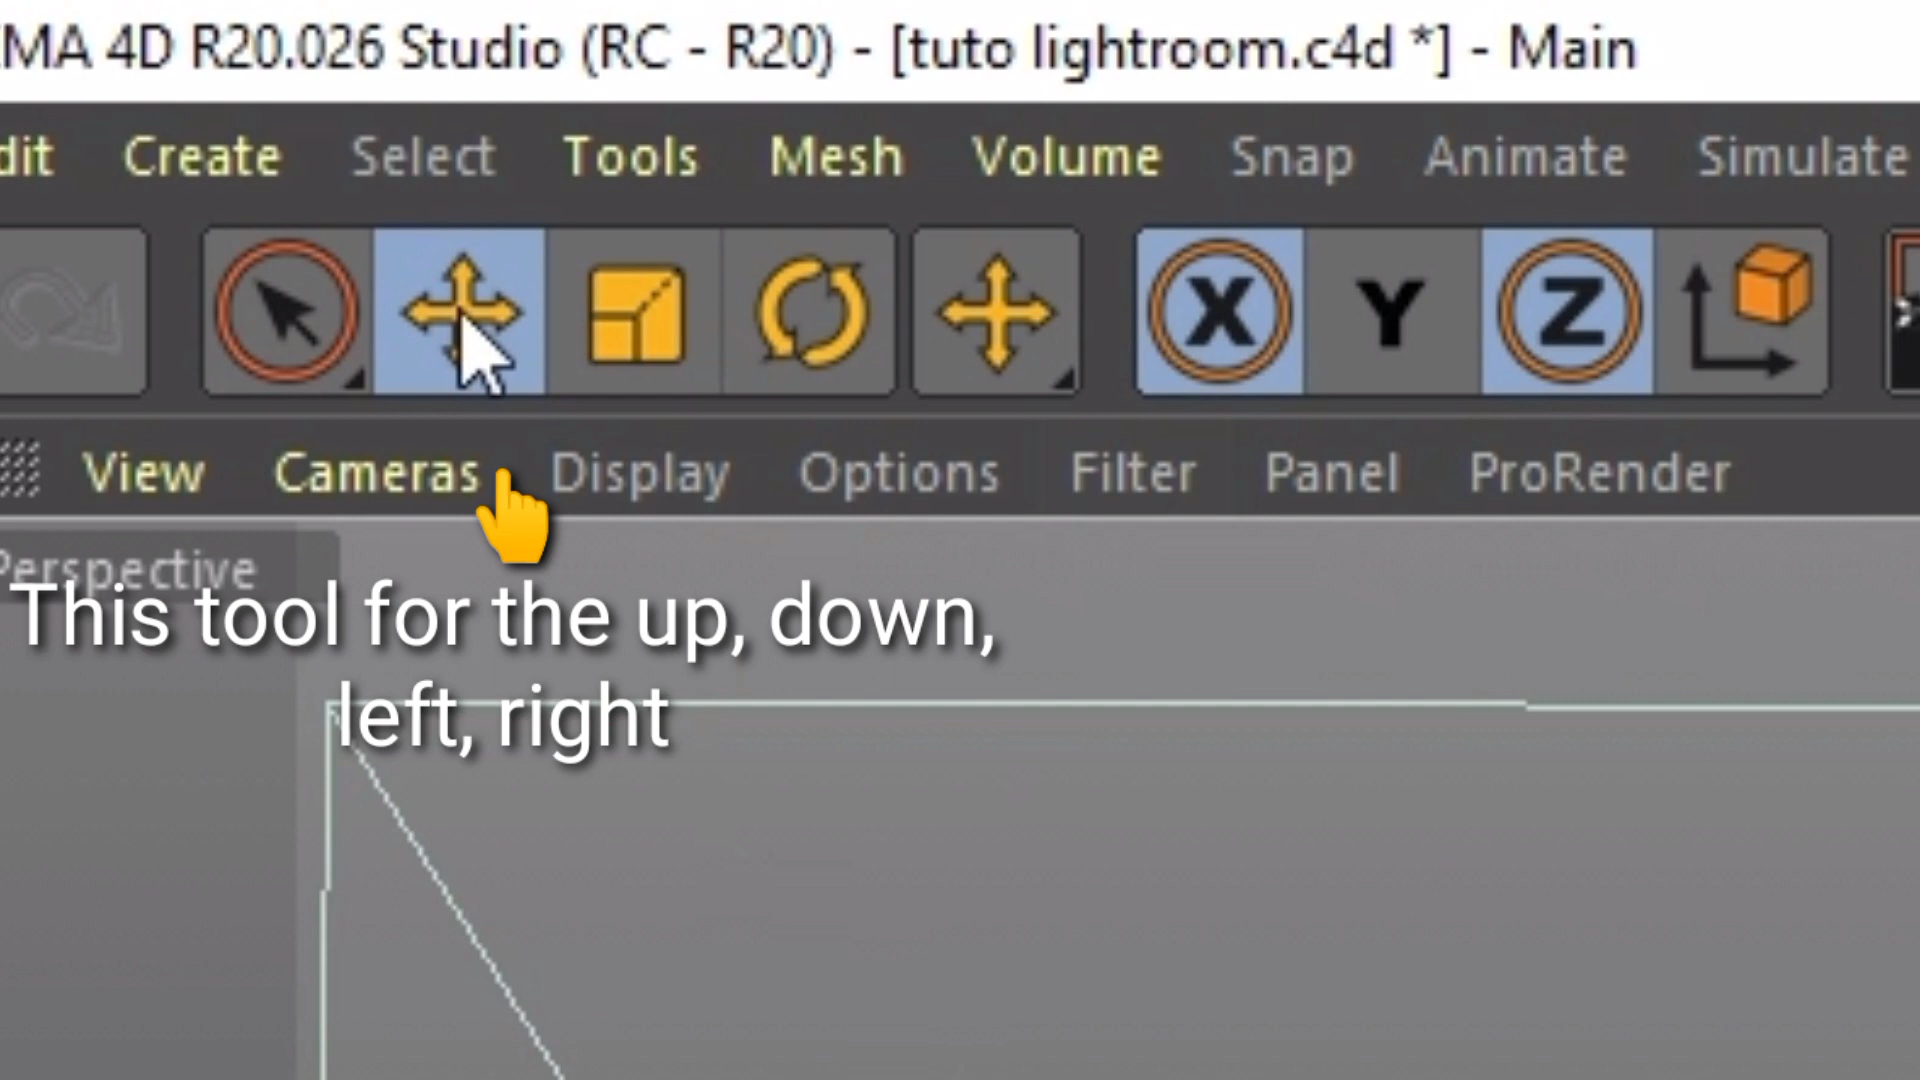 MA 4D R20.026 Studio (RC - R20) - [tuto lightroom.c4d *] - Main
dit Create Select Tools Mesh Volume Snap Animate Simulate
X Y Z
View Cameras Display Options Filter Panel ProRender
Perspective
This tool for the up, down,
left, right